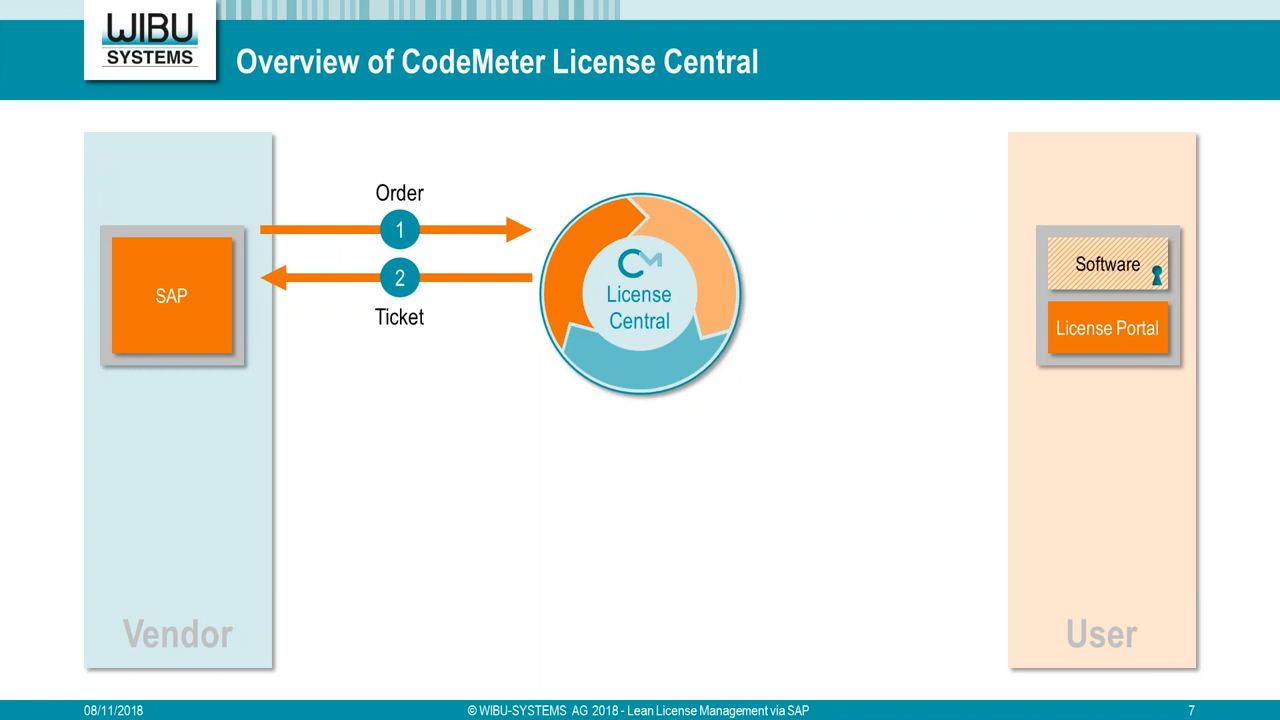 WIBU
SYSTEMS
Overview of CodeMeter License Central
Order
1
2
Ticket
SAP
CM
License
Central
Software
License Portal
Vendor
User
08/11/2018
© WIBU-SYSTEMS AG 2018 - Lean License Management via SAP
7